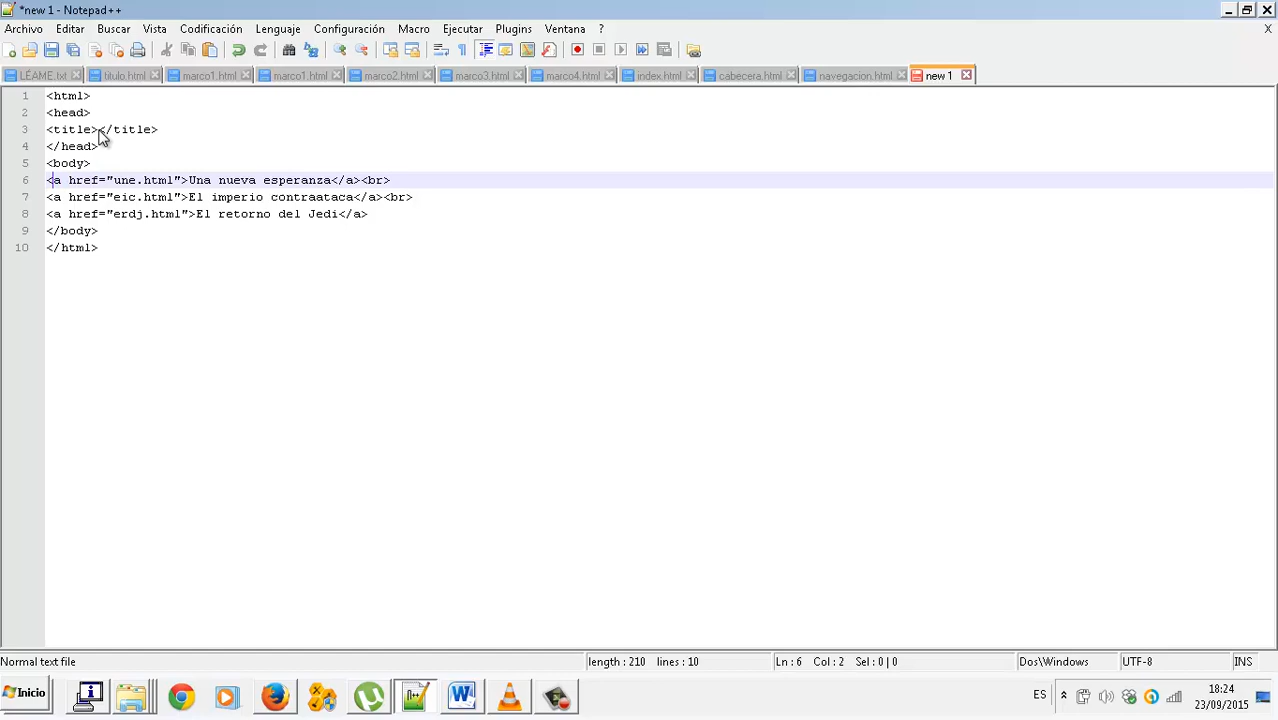 *new 1 - Notepad++
Archivo Editar Buscar Vista Codificación Lenguaje Configuración Macro Ejecutar Plugins Ventana ? X
LÉAME.txt titulo.html marco1.html marco1.html marco2.html marco3.html marco4.html index.html cabecera.html navegacion.html new 1
1 <html>
2 <head>
3 <title></title>
4 </head>
5 <body>
6 <a href="une.html">Una nueva esperanza</a><br>
7 <a href="eic.html">El imperio contraataca</a><br>
8 <a href="erdj.html">El retorno del Jedi</a>
9 </body>
10 </html>
Normal text file length : 210 lines : 10 Ln : 6 Col : 2 Sel : 0 | 0 Dos\Windows UTF-8 INS
Inicio ES 18:24
23/09/2015